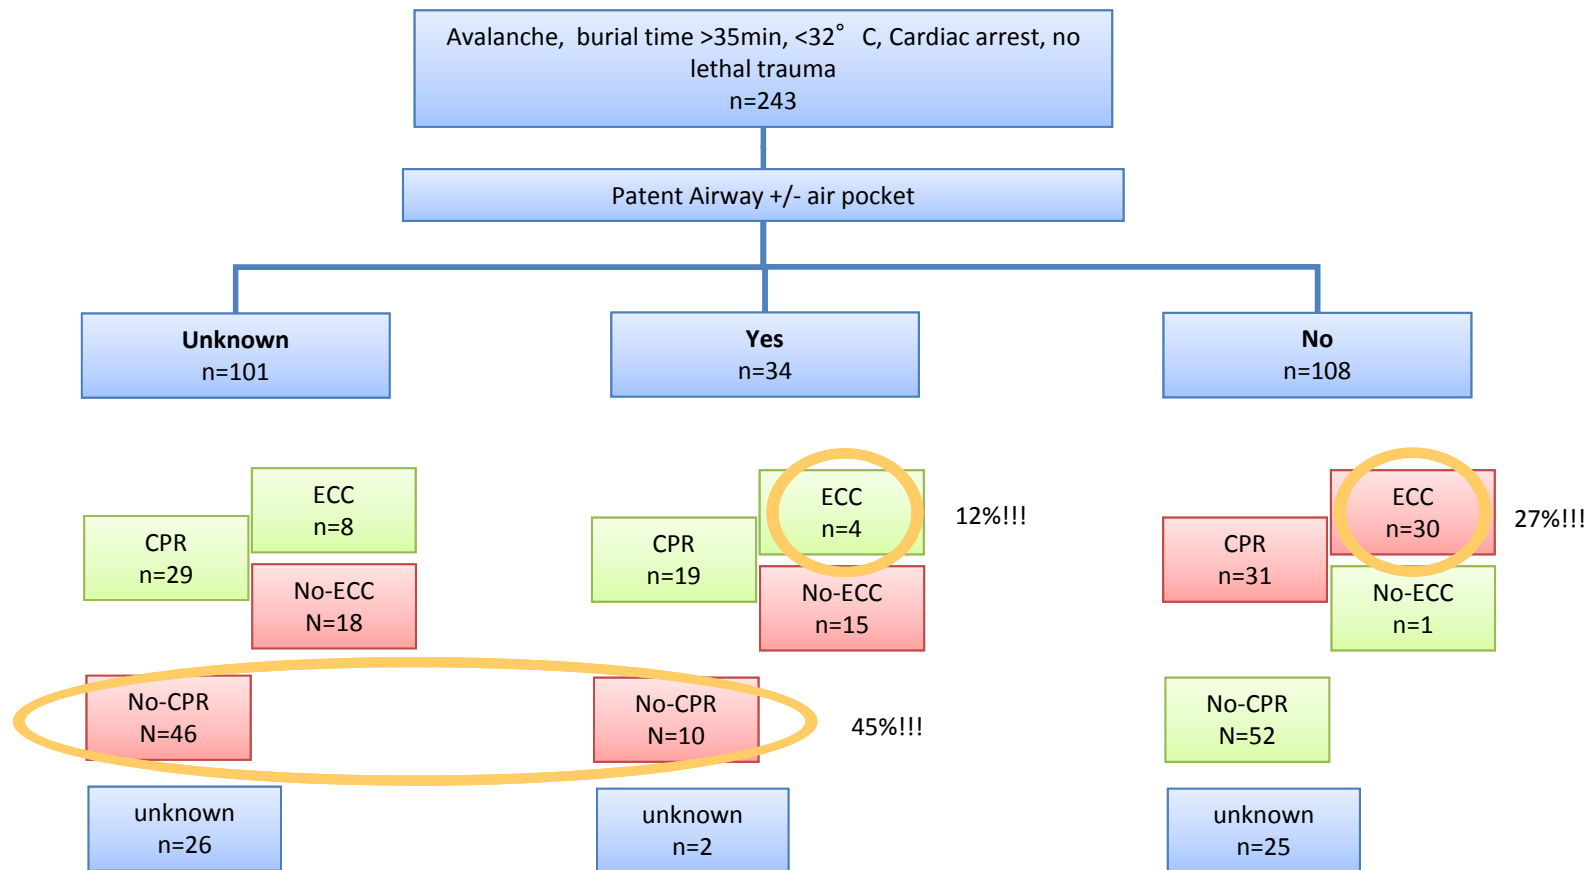 Avalanche, burial time >35min, <32° C, Cardiac arrest, no
lethal trauma
n=243
Patent Airway +/- air pocket
Unknown
n=101
Yes
n=34
No
n=108
ECC
n=8
CPR
n=29
No-ECC
N=18
No-CPR
N=46
unknown
n=26
ECC
n=4
12%!!!
CPR
n=19
No-ECC
n=15
No-CPR
N=10
45%!!!
unknown
n=2
ECC
n=30
27%!!!
CPR
n=31
No-ECC
n=1
No-CPR
N=52
unknown
n=25